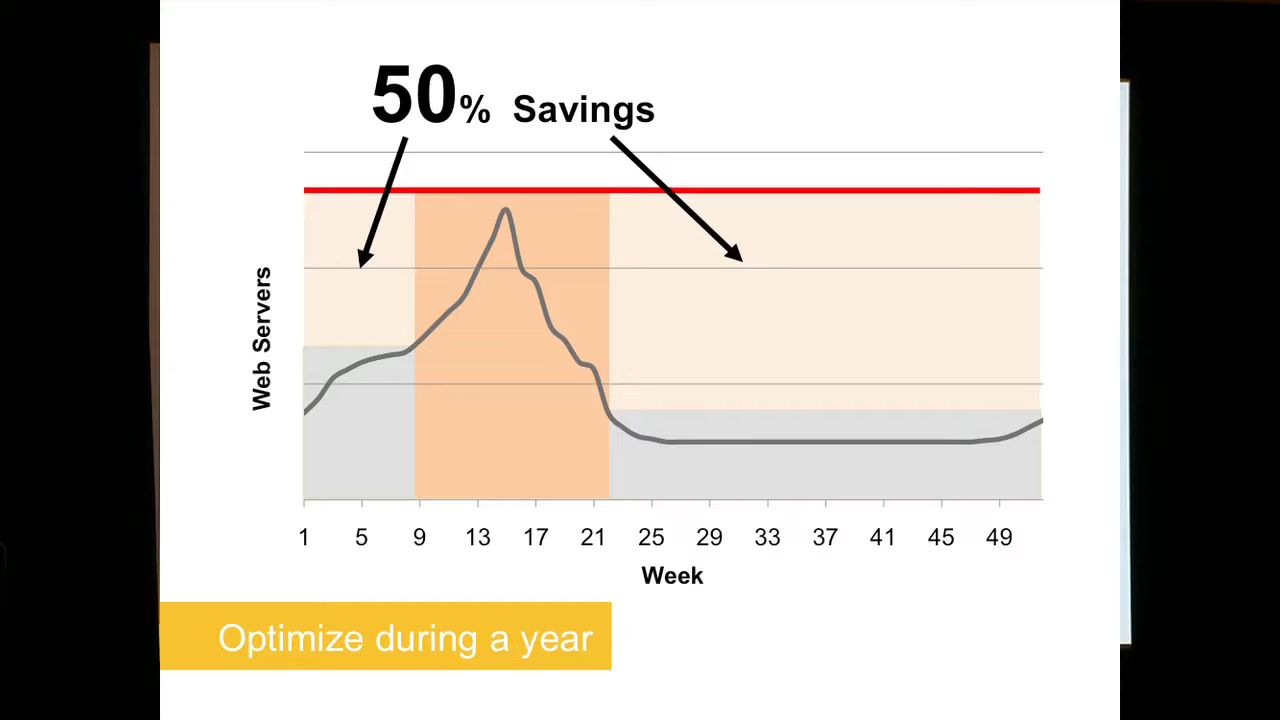 50% Savings
Web Servers
1 5 9 13 17 21 25 29 33 37 41 45 49
Week
Optimize during a year